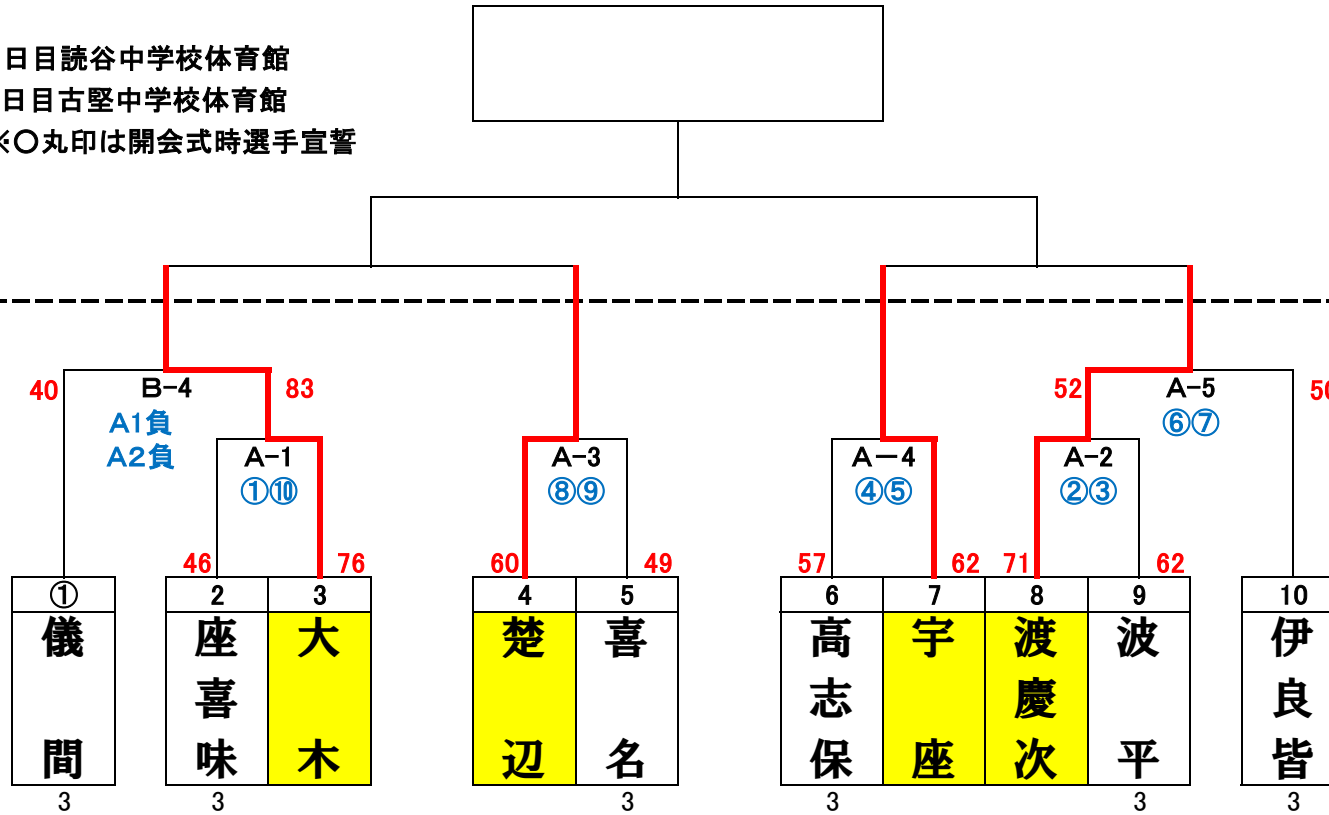 日目読谷中学校体育館
日目古堅中学校体育館
※〇丸印は開会式時選手宣誓
40
B-4
83
52
A-5
A1負
A2負
⑥⑦
A-1
A-3
A-4
A-2
①⑩
⑧⑨
④⑤
②③
46
76
60
49
57
62
71
62
①
2
3
4
5
6
7
8
9
10
儀間
座喜味
大木
楚辺
喜名
高志保
宇座
渡慶次
波平
伊良皆
3
3
3
3
3
3